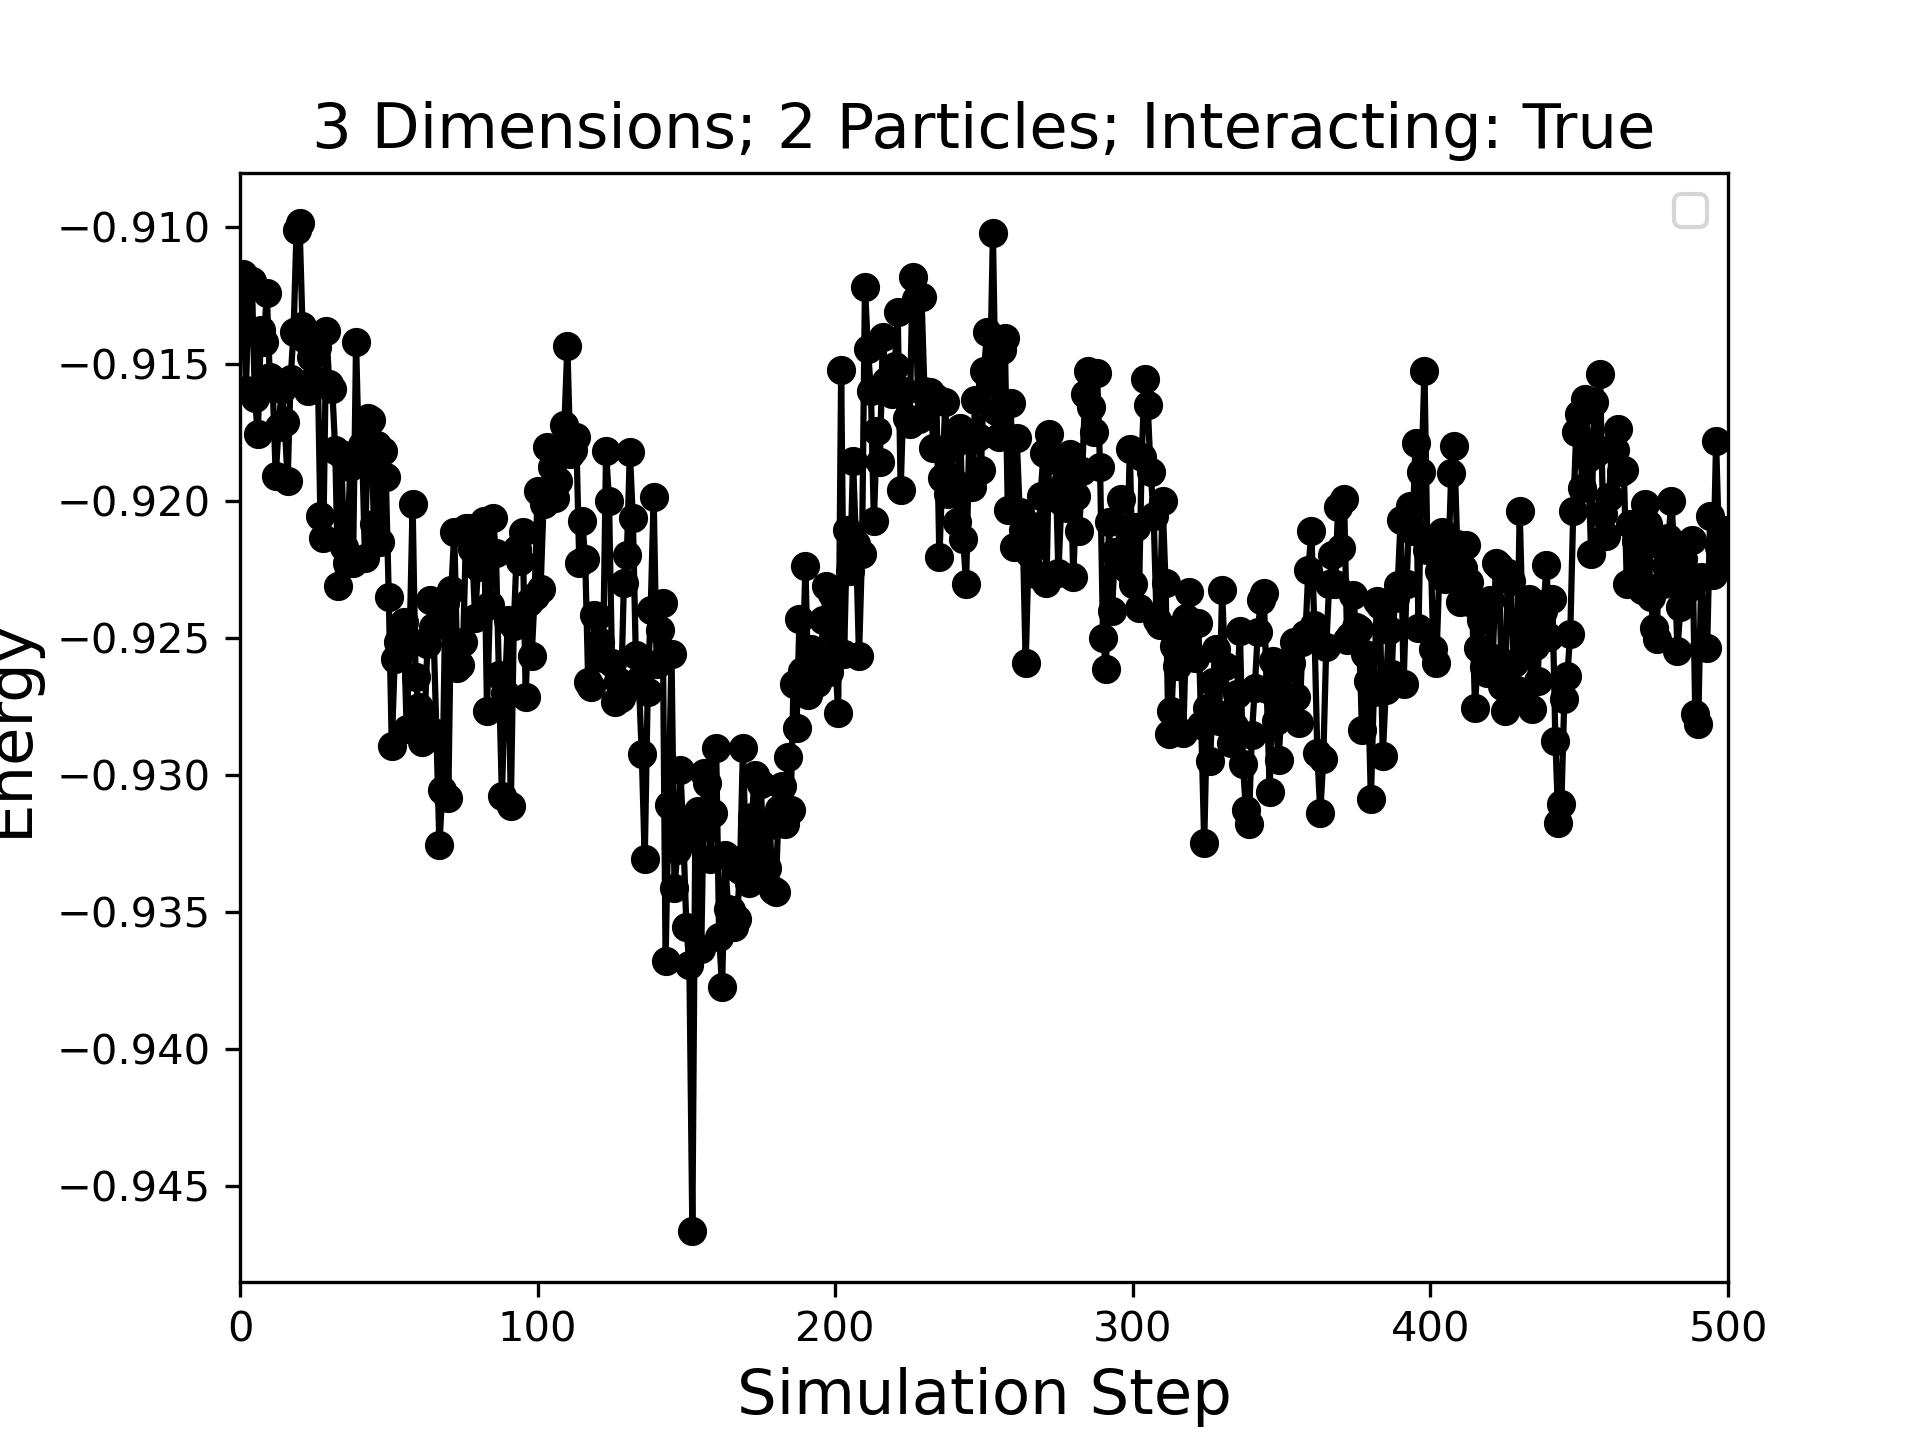 3 Dimensions; 2 Particles; Interacting: True
−0.910
−0.915
−0.920
−0.925
−0.930
−0.935
−0.940
−0.945
Energy
0 100 200 300 400 500
Simulation Step